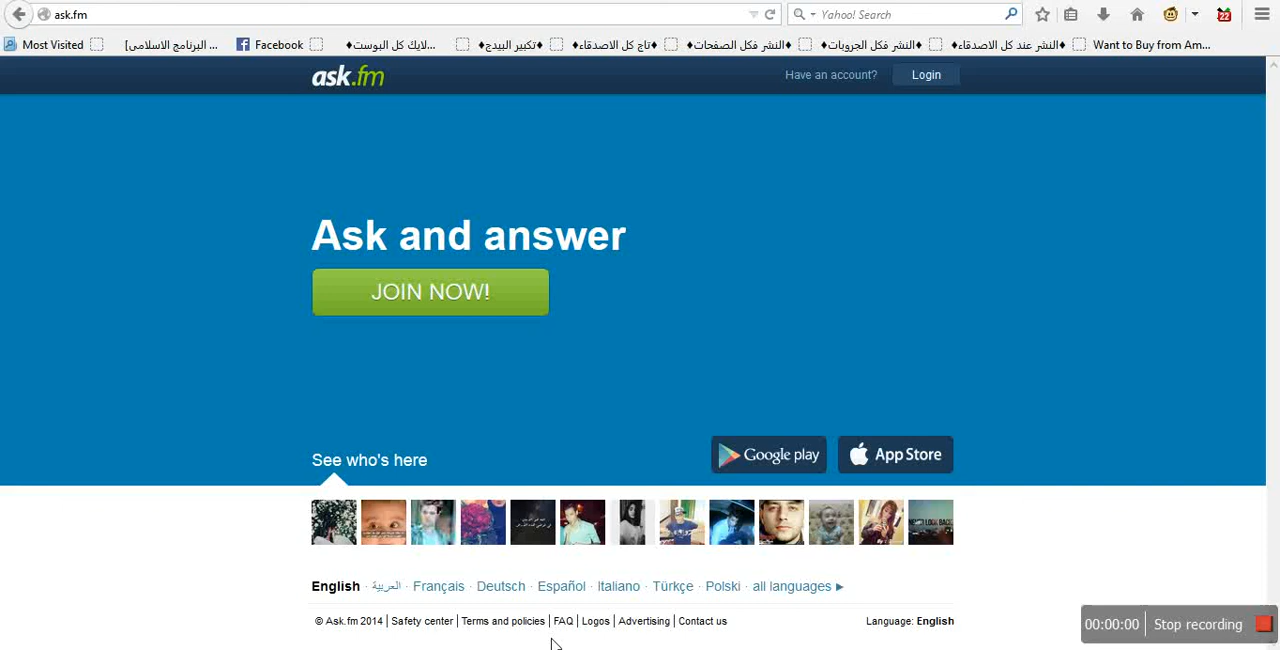 ask.fm
Yahoo! Search
22
Most Visited
[البرنامج الاسلامى ...
Facebook
♦لايك كل البوست...
♦تكبير البيدج♦
♦تاج كل الاصدقاء♦
♦النشر فكل الصفحات♦
♦النشر فكل الجروبات♦
♦النشر عند كل الاصدقاء♦
Want to Buy from Am...
ask.fm
Have an account?
Login
Ask and answer
JOIN NOW!
See who's here
Google play
App Store
NEVER LOOK BACK
English · العربية · Français · Deutsch · Español · Italiano · Türkçe · Polski · all languages ▶
© Ask.fm 2014 | Safety center | Terms and policies | FAQ | Logos | Advertising | Contact us
Language: English
00:00:00
Stop recording